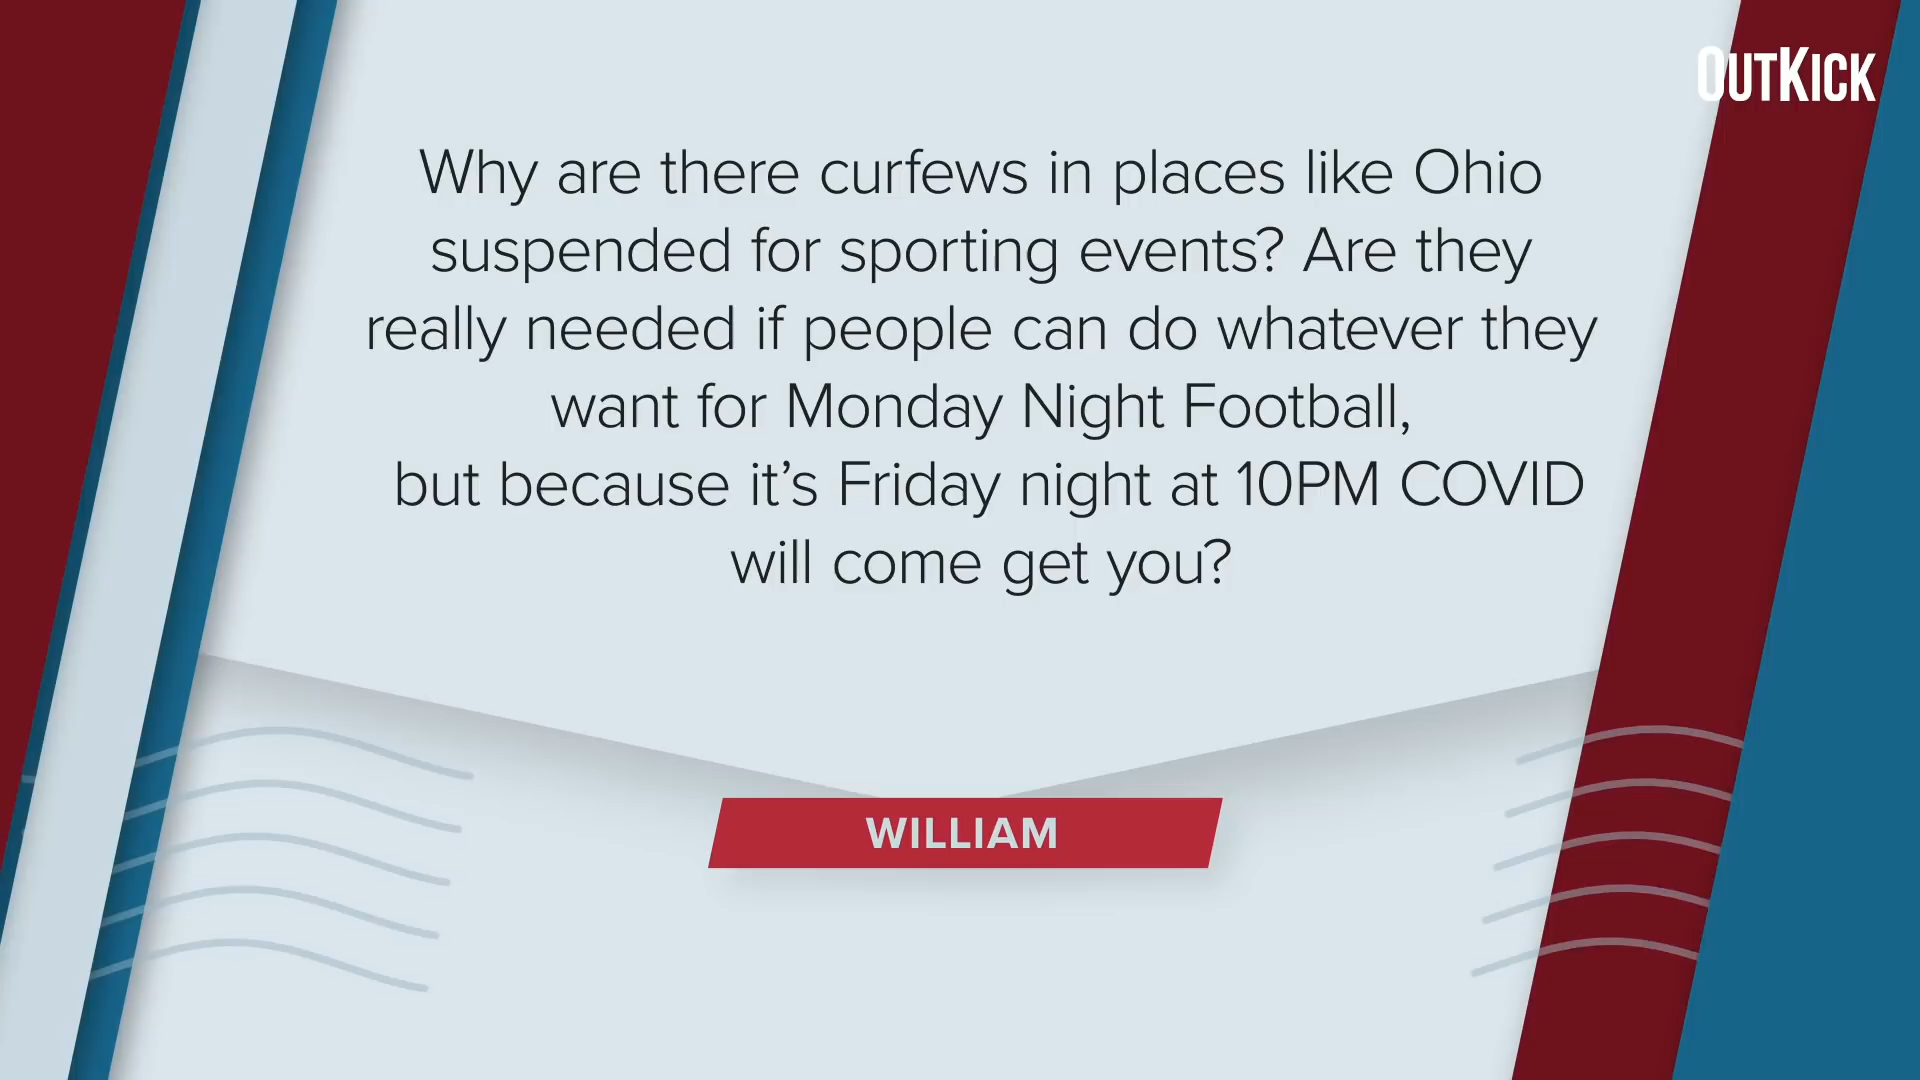 OUTKICK
Why are there curfews in places like Ohio
suspended for sporting events? Are they
really needed if people can do whatever they
want for Monday Night Football,
but because it’s Friday night at 10PM COVID
will come get you?
WILLIAM